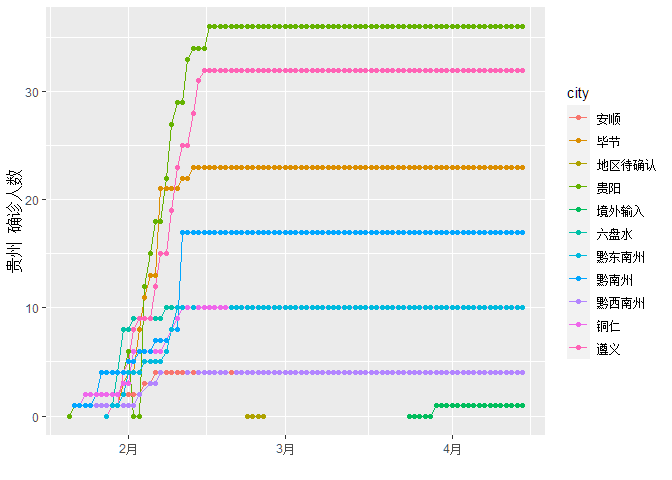 贵州 确诊人数
30
20
10
0
2月
3月
4月
city
安顺
毕节
地区待确认
贵阳
境外输入
六盘水
黔东南州
黔南州
黔西南州
铜仁
遵义